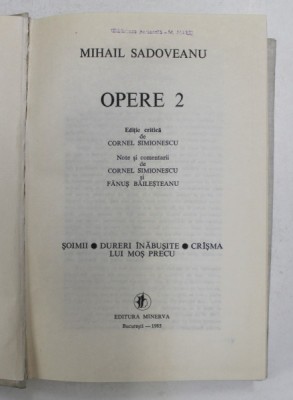 MIHAIL SADOVEANU
OPERE 2
Ediție critică
de
CORNEL SIMIONESCU
Note și comentarii
de
CORNEL SIMIONESCU
și
FĂNUȘ BĂILEȘTEANU
ȘOIMII ● DURERI ÎNĂBUȘITE ● CRÎȘMA
LUI MOȘ PRECU
EDITURA MINERVA
București — 1985